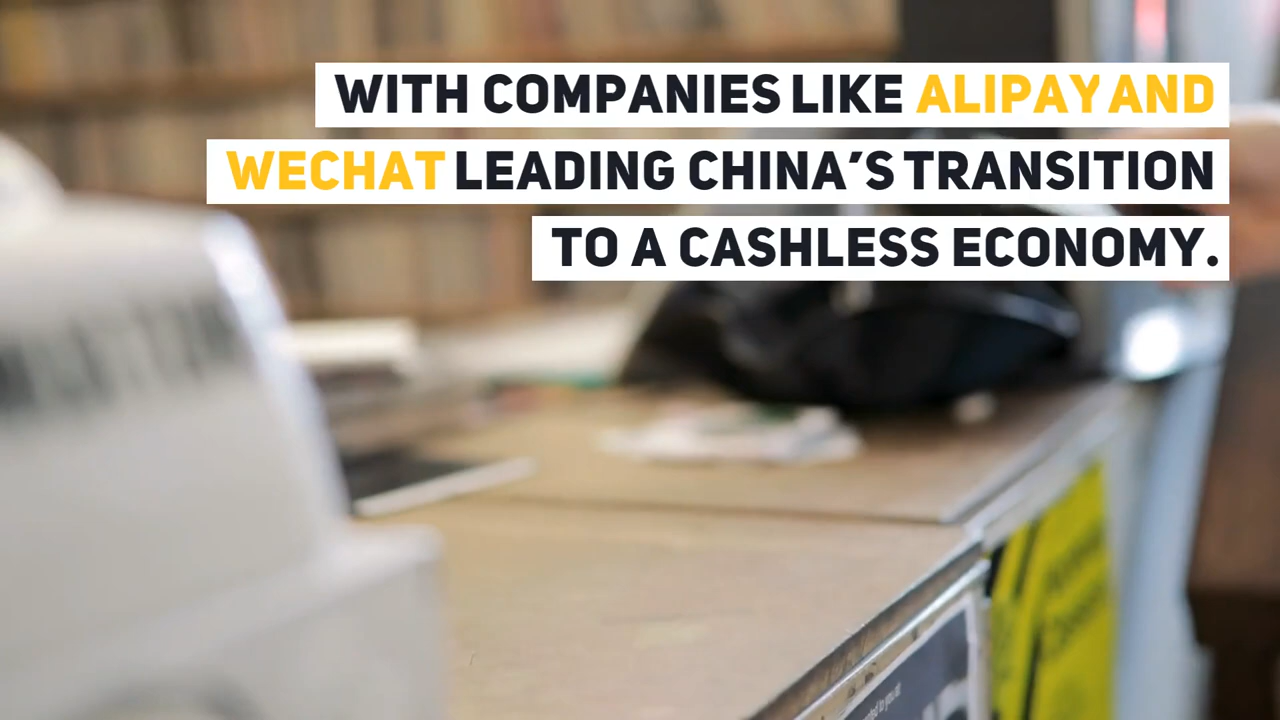 WITH COMPANIES LIKE ALIPAY AND
WECHAT LEADING CHINA'S TRANSITION
TO A CASHLESS ECONOMY.